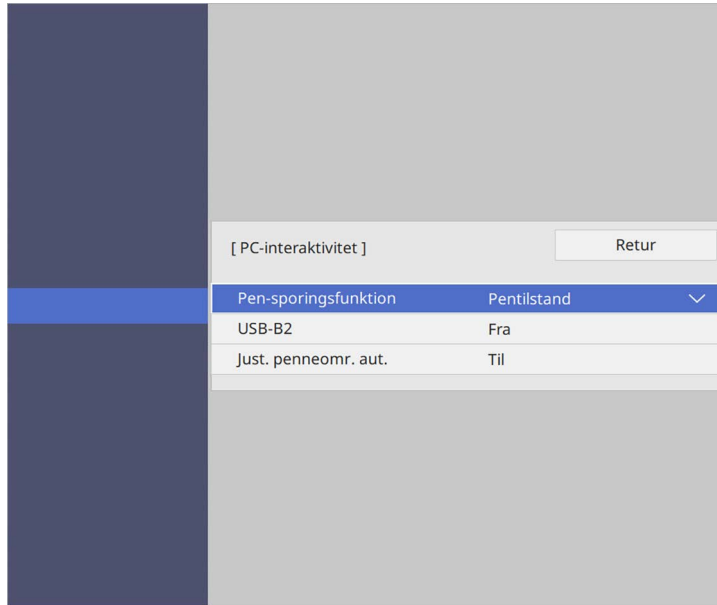 [ PC-interaktivitet ]
Retur
Pen-sporingsfunktion Pentilstand
USB-B2 Fra
Just. penneomr. aut. Til